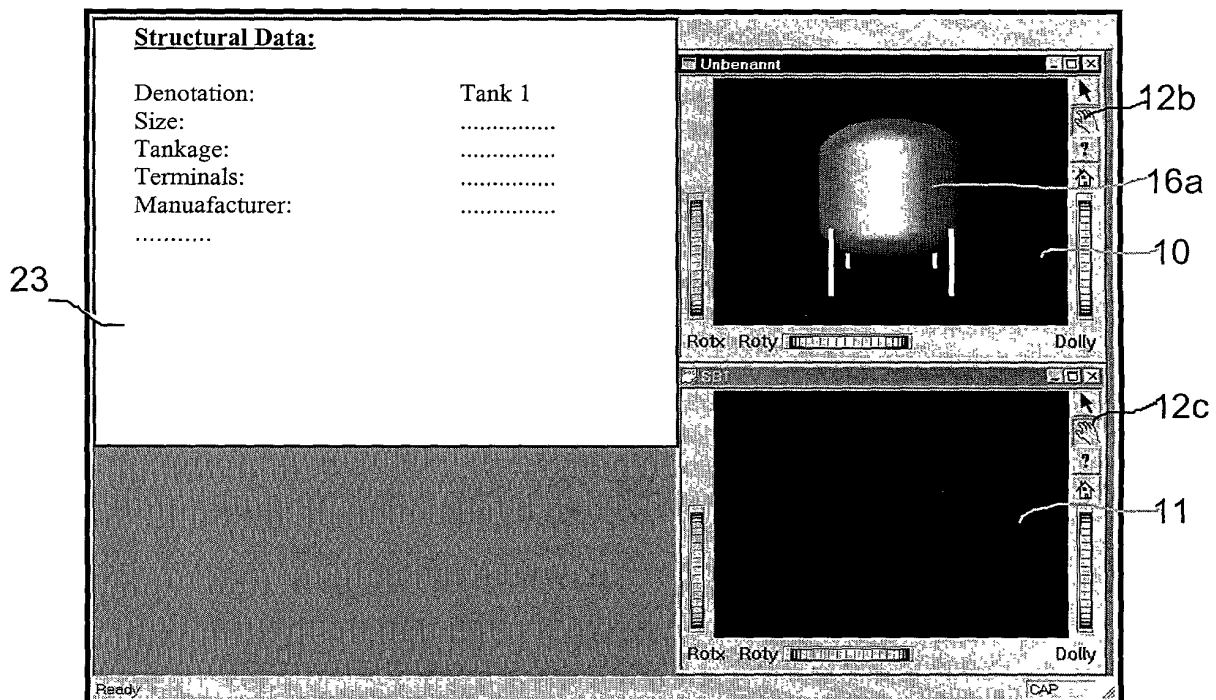 Structural Data:
Denotation: Tank 1
Size: ..............
Tankage: ..............
Terminals: ..............
Manuafacturer: ..............
...........
23
Unbenannt
?
12b
16a
10
Rotx Roty Dolly
SB1
?
12c
11
Rotx Roty Dolly
Ready CAP